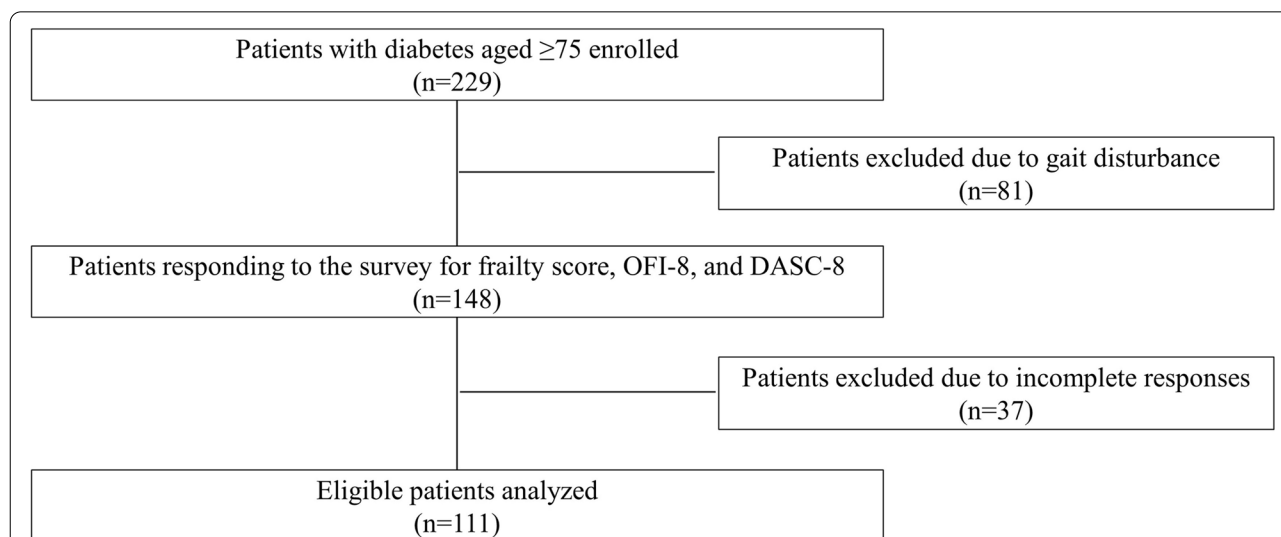 Patients with diabetes aged ≥75 enrolled
(n=229)
Patients excluded due to gait disturbance
(n=81)
Patients responding to the survey for frailty score, OFI-8, and DASC-8
(n=148)
Patients excluded due to incomplete responses
(n=37)
Eligible patients analyzed
(n=111)